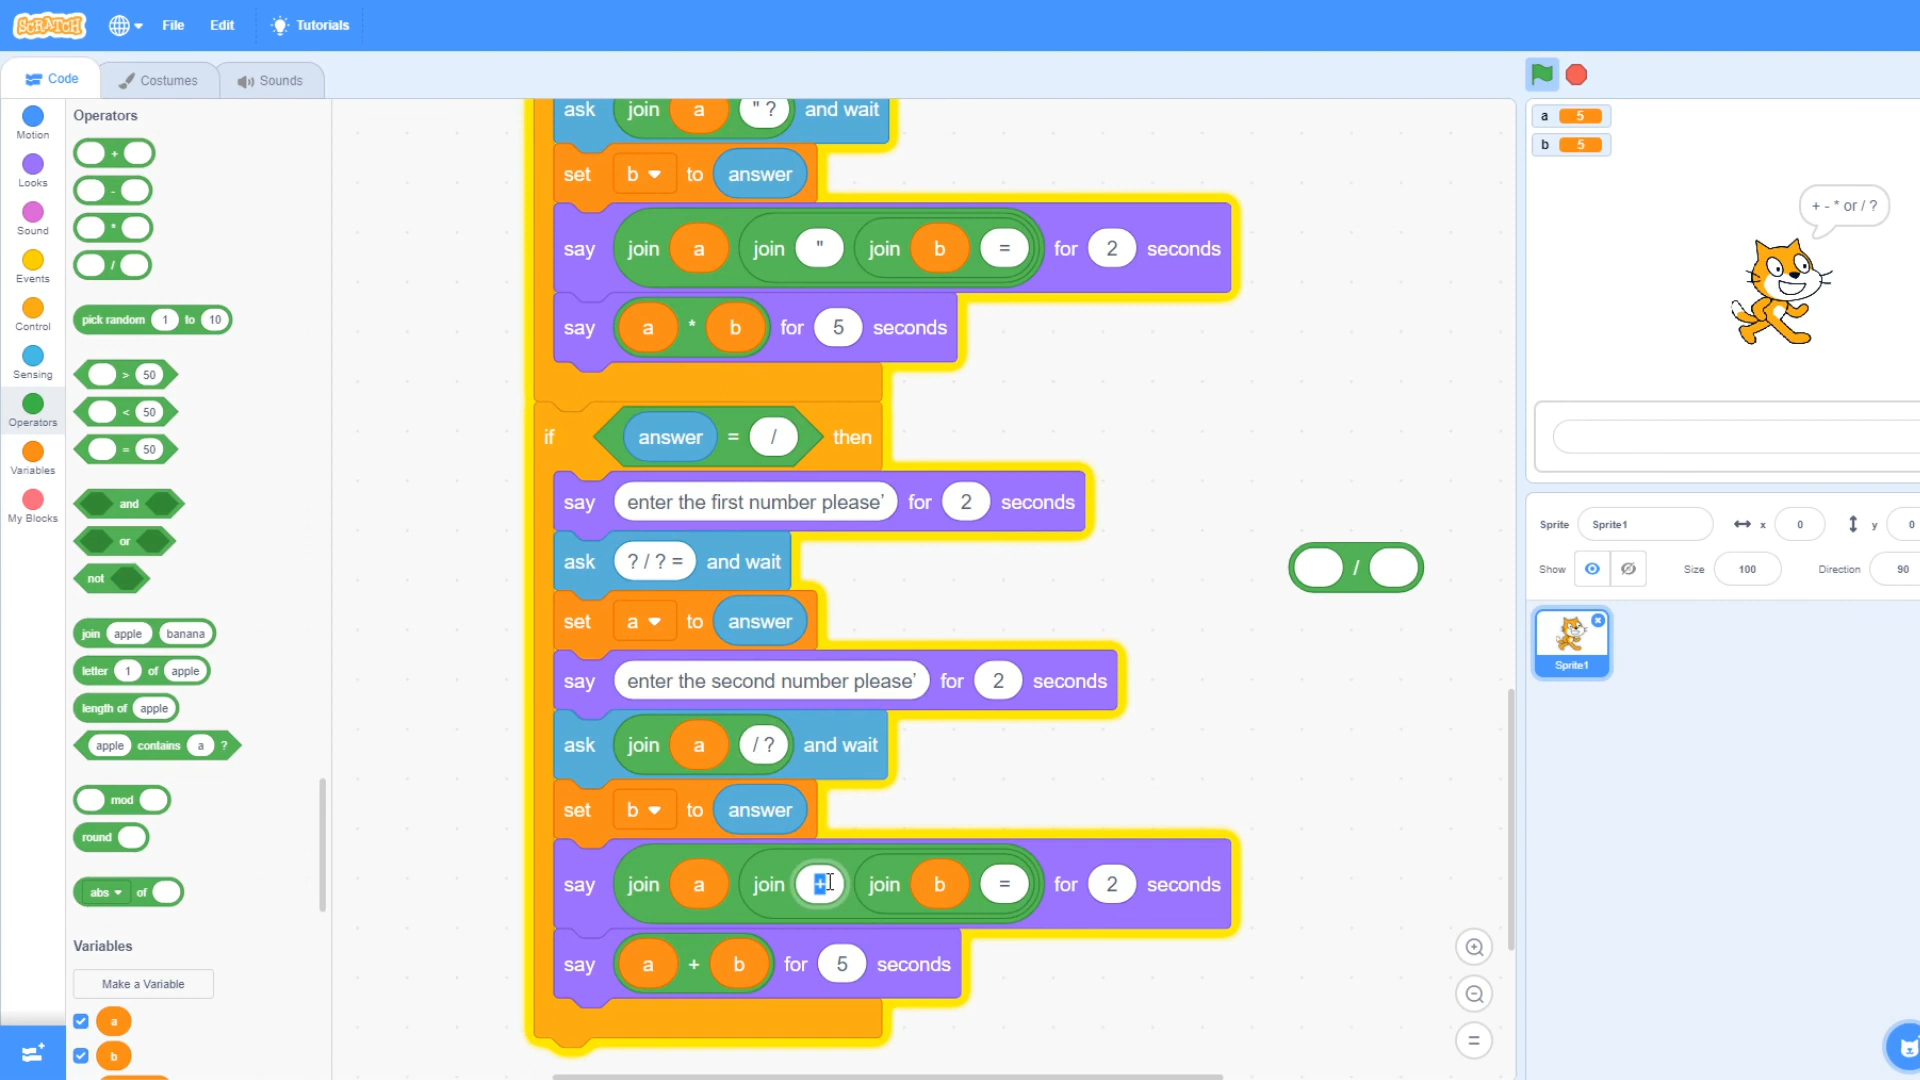 SCRATCH File Edit Tutorials
Code Costumes Sounds
Motion
Looks
Sound
Events
Control
Sensing
Operators
Variables
My Blocks
Operators
+
-
*
/
pick random 1 to 10
> 50
< 50
= 50
and
or
not
join apple banana
letter 1 of apple
length of apple
apple contains a ?
mod
round
abs of
Variables
Make a Variable
a
b
ask join a " ? and wait
set b to answer
say join a join " join b = for 2 seconds
say a * b for 5 seconds
if answer = / then
say enter the first number please' for 2 seconds
ask ? / ? = and wait
set a to answer
say enter the second number please' for 2 seconds
ask join a / ? and wait
set b to answer
say join a join + join b = for 2 seconds
say a + b for 5 seconds
/
=
a 5
b 5
+ - * or / ?
Sprite Sprite1 x 0 y 0
Show Size 100 Direction 90
Sprite1